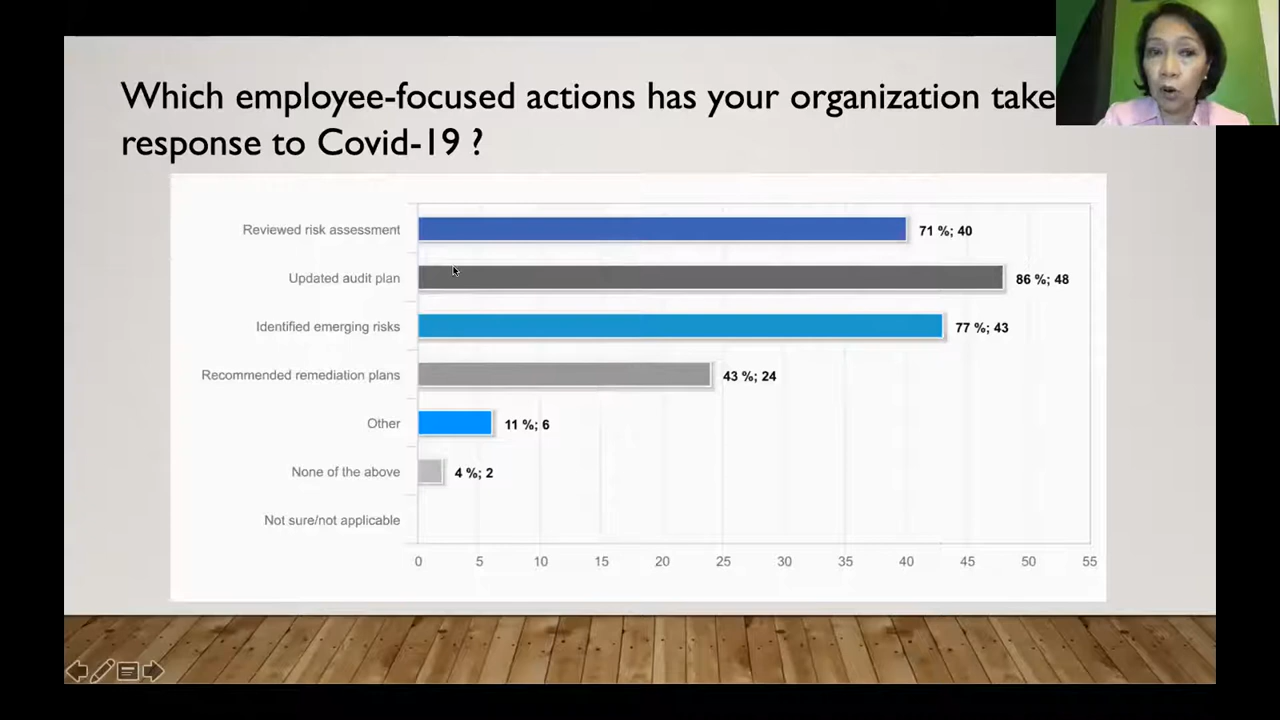 Which employee-focused actions has your organization take
response to Covid-19 ?
Reviewed risk assessment
71 %; 40
Updated audit plan
86 %; 48
Identified emerging risks
77 %; 43
Recommended remediation plans
43 %; 24
Other
11 %; 6
None of the above
4 %; 2
Not sure/not applicable
0 5 10 15 20 25 30 35 40 45 50 55